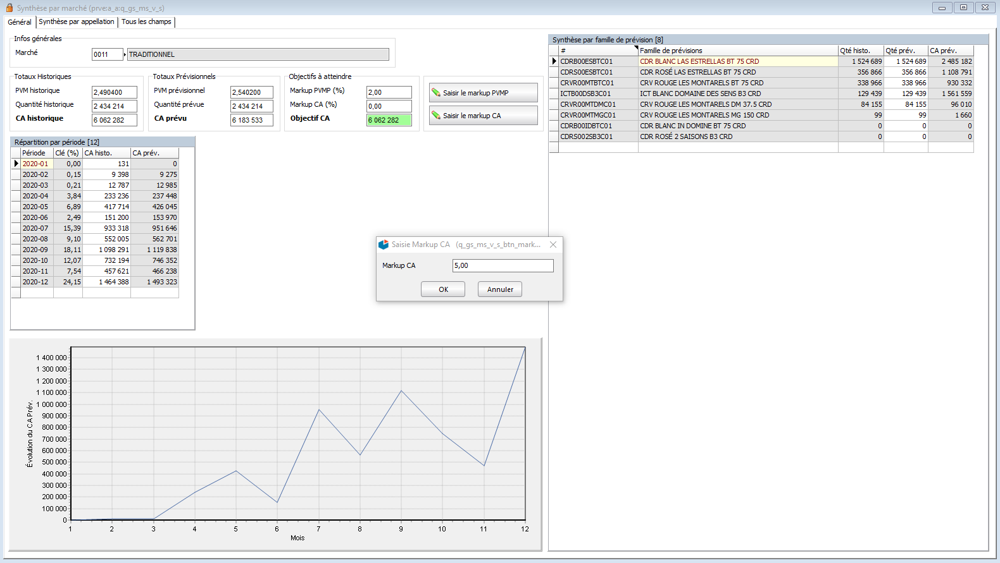 Synthèse par marché (prve:a_a:q_gs_ms_v_s)
Général Synthèse par appellation Tous les champs
Infos générales
Marché 0011 TRADITIONNEL
Totaux Historiques
PVM historique 2,490400
Quantité historique 2 434 214
CA historique 6 062 282
Totaux Prévisionnels
PVM prévisionnel 2,540200
Quantité prévue 2 434 214
CA prévu 6 183 533
Objectifs à atteindre
Markup PVMP (%) 2,00
Markup CA (%) 0,00
Objectif CA 6 062 282
Saisir le markup PVMP
Saisir le markup CA
Répartition par période [12]
Période Clé (%) CA histo. CA prév.
2020-01 0,00 131 0
2020-02 0,15 9 398 9 275
2020-03 0,21 12 787 12 985
2020-04 3,84 233 236 237 448
2020-05 6,89 417 714 426 045
2020-06 2,49 151 200 153 970
2020-07 15,39 933 318 951 646
2020-08 9,10 552 005 562 701
2020-09 18,11 1 098 291 1 119 838
2020-10 12,07 732 194 746 352
2020-11 7,54 457 621 466 238
2020-12 24,15 1 464 388 1 493 323
Synthèse par famille de prévision [8]
# Famille de prévisions Qté histo. Qté prév. CA prév.
CDRB00ESBTC01 CDR BLANC LAS ESTRELLAS BT 75 CRD 1 524 689 1 524 689 2 485 182
CDRS00ESBTC01 CDR ROSÉ LAS ESTRELLAS BT 75 CRD 356 866 356 866 1 108 791
CRVR00MTBTC01 CRV ROUGE LES MONTARELS BT 75 CRD 338 966 338 966 930 332
ICTB00DSB3C01 ICT BLANC DOMAINE DES SENS B3 CRD 129 439 129 439 1 561 559
CRVR00MTDMC01 CRV ROUGE LES MONTARELS DM 37.5 CRD 84 155 84 155 96 010
CRVR00MTMGC01 CRV ROUGE LES MONTARELS MG 150 CRD 99 99 1 660
CDRB00IDBTC01 CDR BLANC IN DOMINE BT 75 CRD 0 0 0
CDRS002SB3C01 CDR ROSÉ 2 SAISONS B3 CRD 0 0 0
Saisie Markup CA (q_gs_ms_v_s_btn_mark...
Markup CA 5,00
OK Annuler
Évolution du CA Prév.
1 400 000
1 300 000
1 200 000
1 100 000
1 000 000
900 000
800 000
700 000
600 000
500 000
400 000
300 000
200 000
100 000
0
1 2 3 4 5 6 7 8 9 10 11 12
Mois